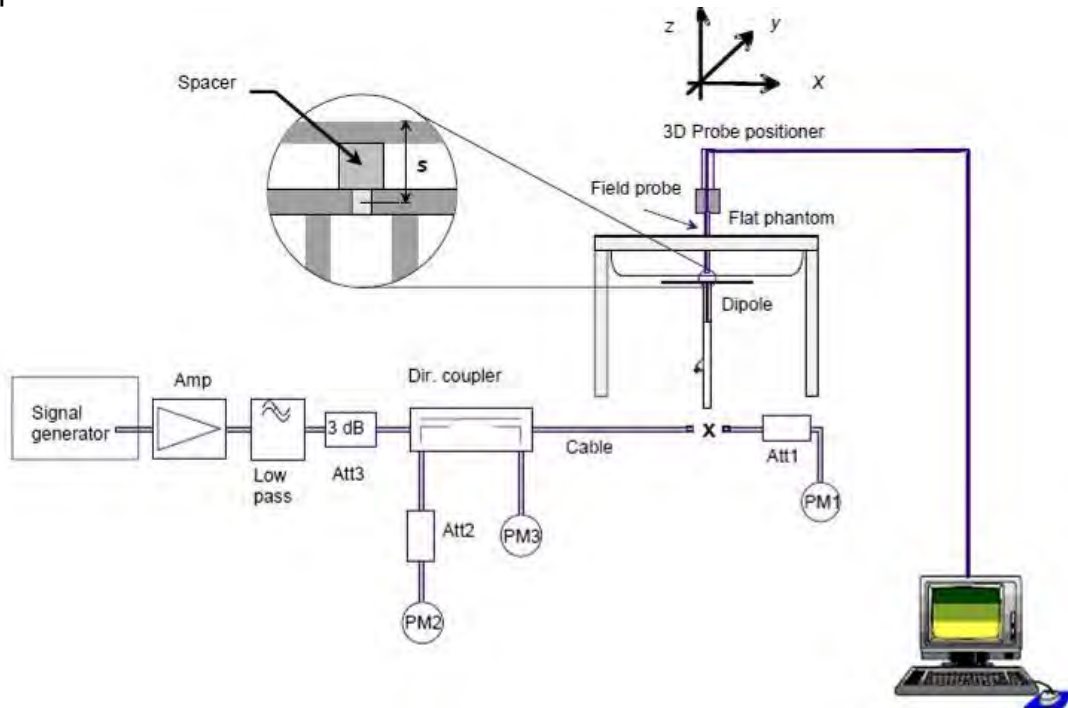 z
y
X
Spacer
3D Probe positioner
s
Field probe
Flat phantom
Dipole
Dir. coupler
Amp
Signal
generator
3 dB
X
Cable
Att1
Low
pass
Att3
PM1
Att2
PM3
PM2